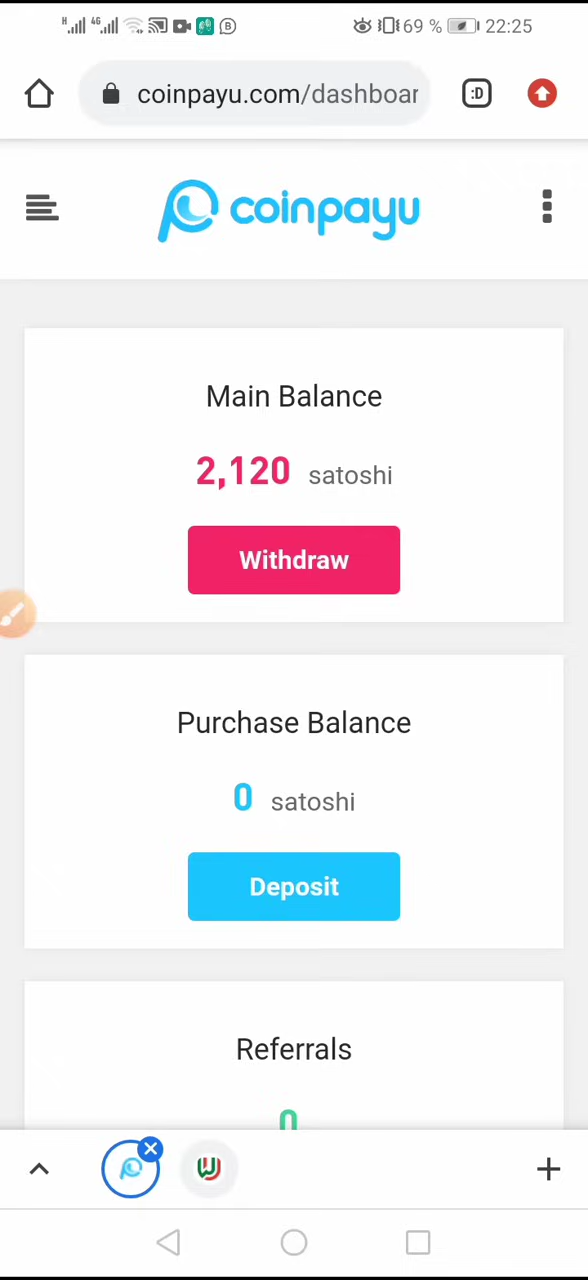 H 4G B 69 % 22:25
coinpayu.com/dashboar :D
coinpayu
Main Balance
2,120 satoshi
Withdraw
Purchase Balance
0 satoshi
Deposit
Referrals
0